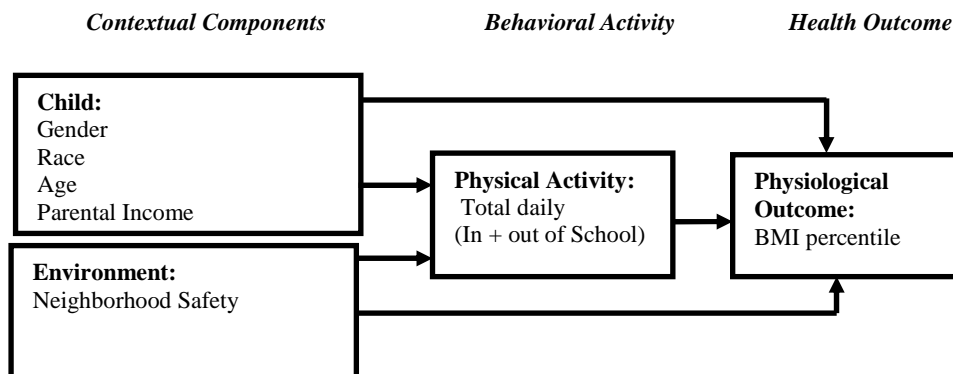 Contextual Components
Behavioral Activity
Health Outcome
Child:
Gender
Race
Age
Parental Income
Environment:
Neighborhood Safety
Physical Activity:
Total daily
(In + out of School)
Physiological
Outcome:
BMI percentile